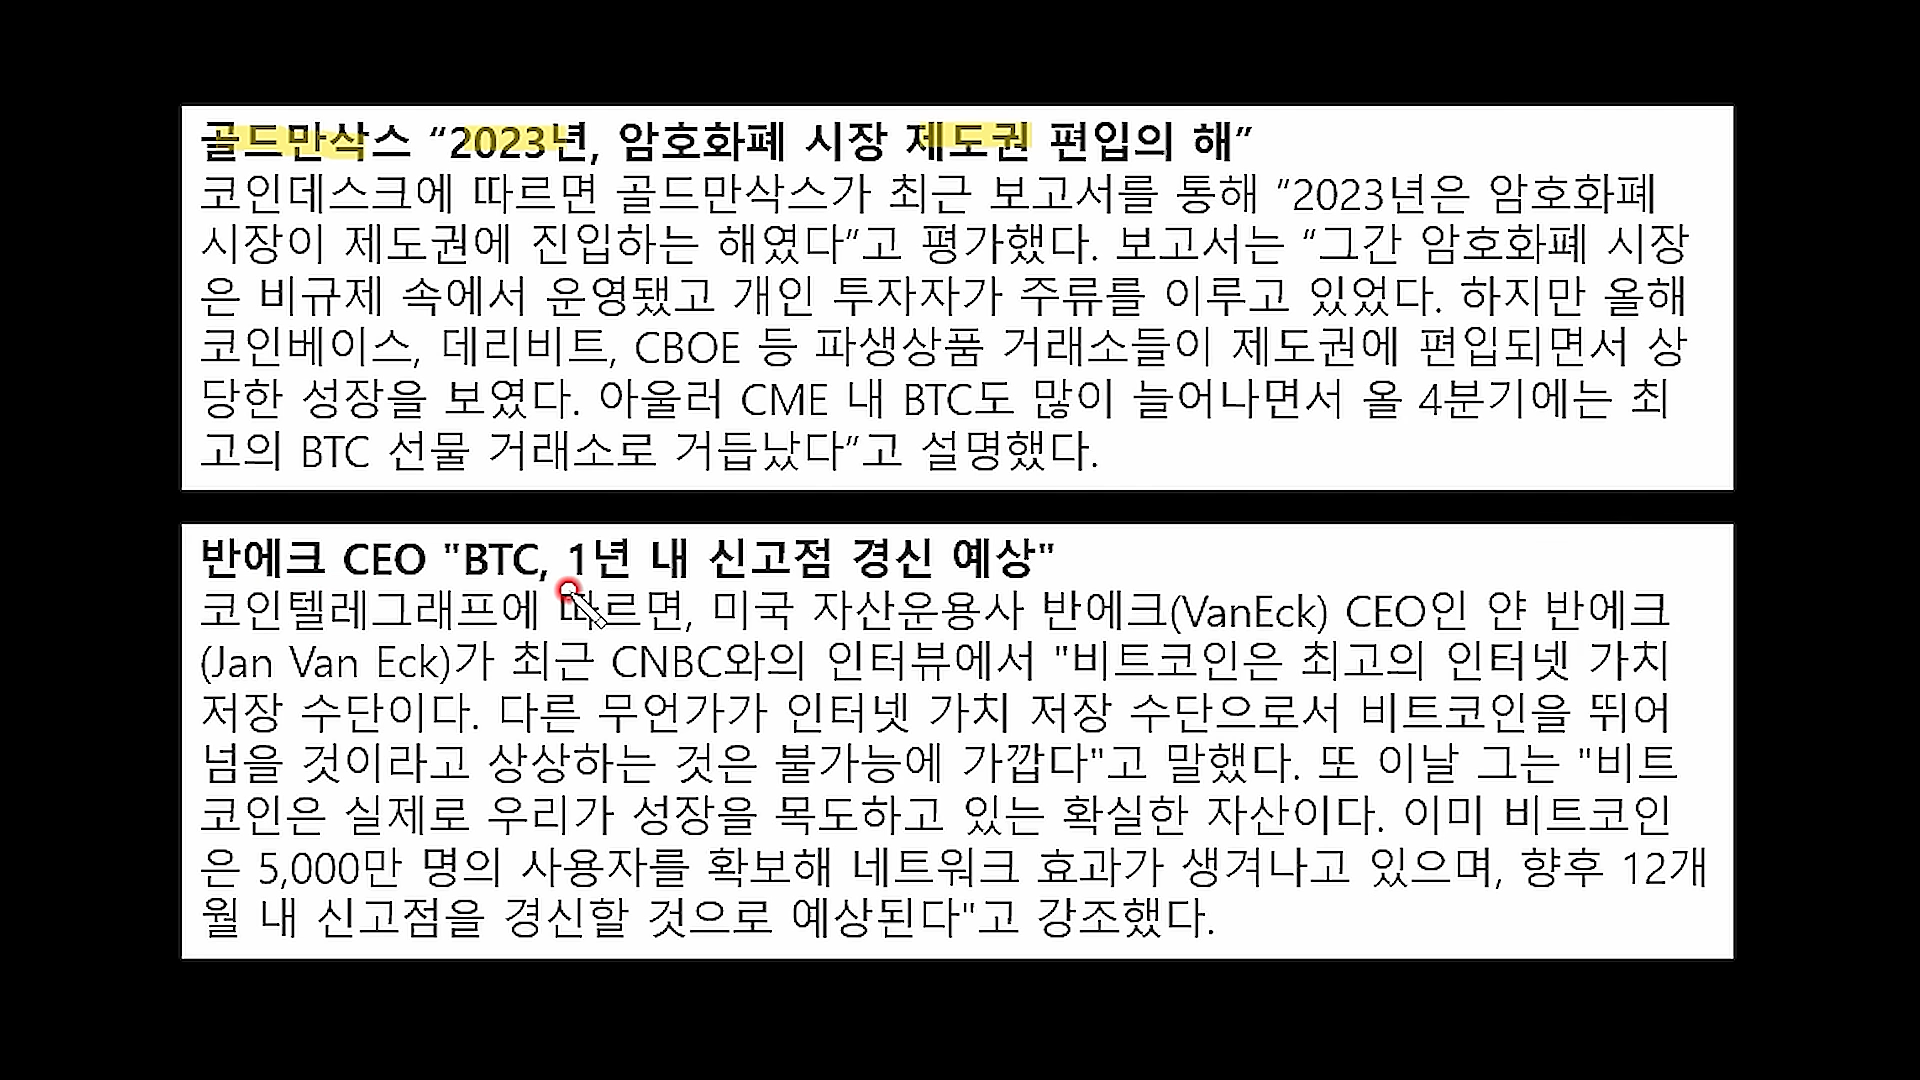 골드만삭스 “2023년, 암호화폐 시장 제도권 편입의 해”
코인데스크에 따르면 골드만삭스가 최근 보고서를 통해 “2023년은 암호화폐
시장이 제도권에 진입하는 해였다”고 평가했다. 보고서는 “그간 암호화폐 시장
은 비규제 속에서 운영됐고 개인 투자자가 주류를 이루고 있었다. 하지만 올해
코인베이스, 데리비트, CBOE 등 파생상품 거래소들이 제도권에 편입되면서 상
당한 성장을 보였다. 아울러 CME 내 BTC도 많이 늘어나면서 올 4분기에는 최
고의 BTC 선물 거래소로 거듭났다”고 설명했다.
반에크 CEO "BTC, 1년 내 신고점 경신 예상"
코인텔레그래프에 따르면, 미국 자산운용사 반에크(VanEck) CEO인 얀 반에크
(Jan Van Eck)가 최근 CNBC와의 인터뷰에서 "비트코인은 최고의 인터넷 가치
저장 수단이다. 다른 무언가가 인터넷 가치 저장 수단으로서 비트코인을 뛰어
넘을 것이라고 상상하는 것은 불가능에 가깝다"고 말했다. 또 이날 그는 "비트
코인은 실제로 우리가 성장을 목도하고 있는 확실한 자산이다. 이미 비트코인
은 5,000만 명의 사용자를 확보해 네트워크 효과가 생겨나고 있으며, 향후 12개
월 내 신고점을 경신할 것으로 예상된다"고 강조했다.